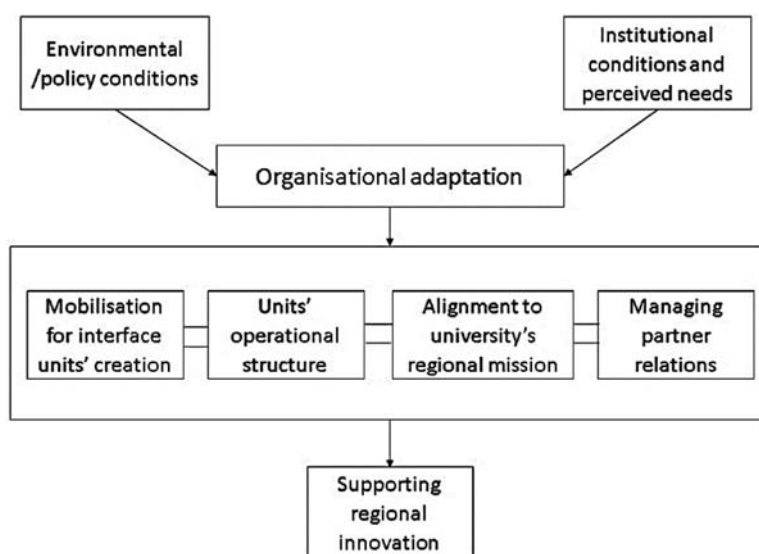 Environmental
/policy conditions
Institutional
conditions and
perceived needs
Organisational adaptation
Mobilisation
for interface
units' creation
Units'
operational
structure
Alignment to
university's
regional mission
Managing
partner
relations
Supporting
regional
innovation